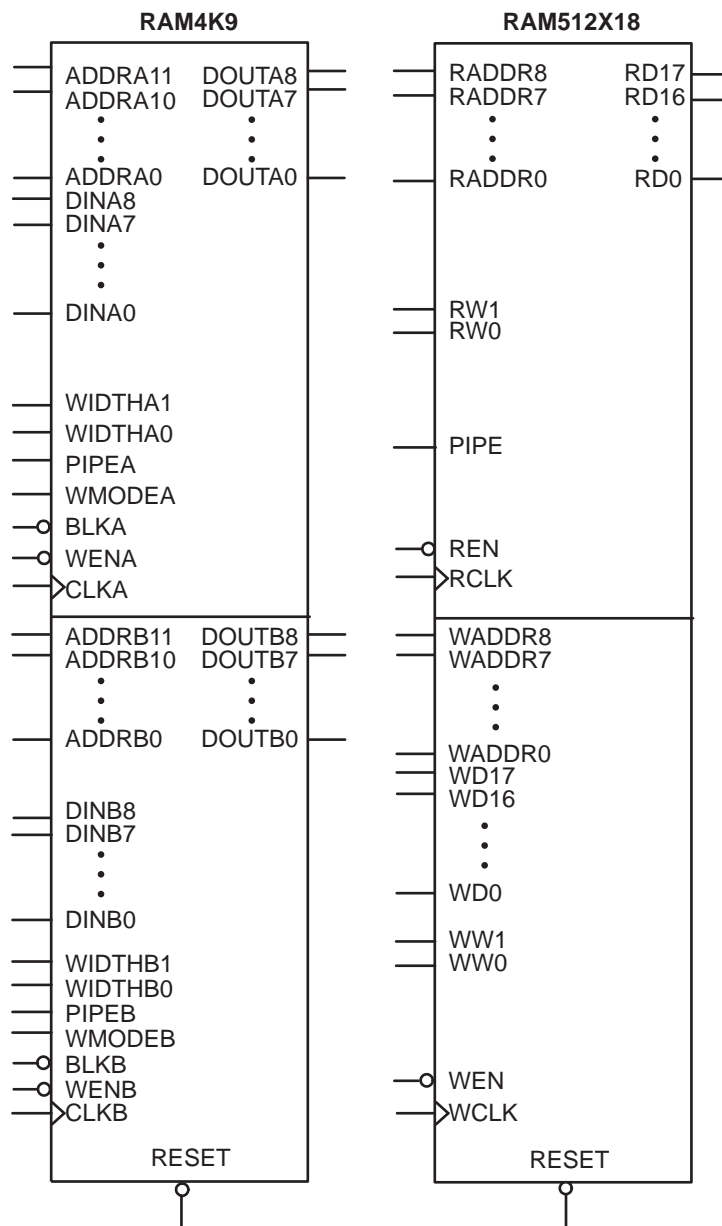 RAM4K9
ADDRA11 DOUTA8
ADDRA10 DOUTA7
ADDRA0 DOUTA0
DINA8
DINA7
DINA0
WIDTHA1
WIDTHA0
PIPEA
WMODEA
BLKA
WENA
CLKA
ADDRB11 DOUTB8
ADDRB10 DOUTB7
ADDRB0 DOUTB0
DINB8
DINB7
DINB0
WIDTHB1
WIDTHB0
PIPEB
WMODEB
BLKB
WENB
CLKB
RESET
RAM512X18
RADDR8 RD17
RADDR7 RD16
RADDR0 RD0
RW1
RW0
PIPE
REN
RCLK
WADDR8
WADDR7
WADDR0
WD17
WD16
WD0
WW1
WW0
WEN
WCLK
RESET